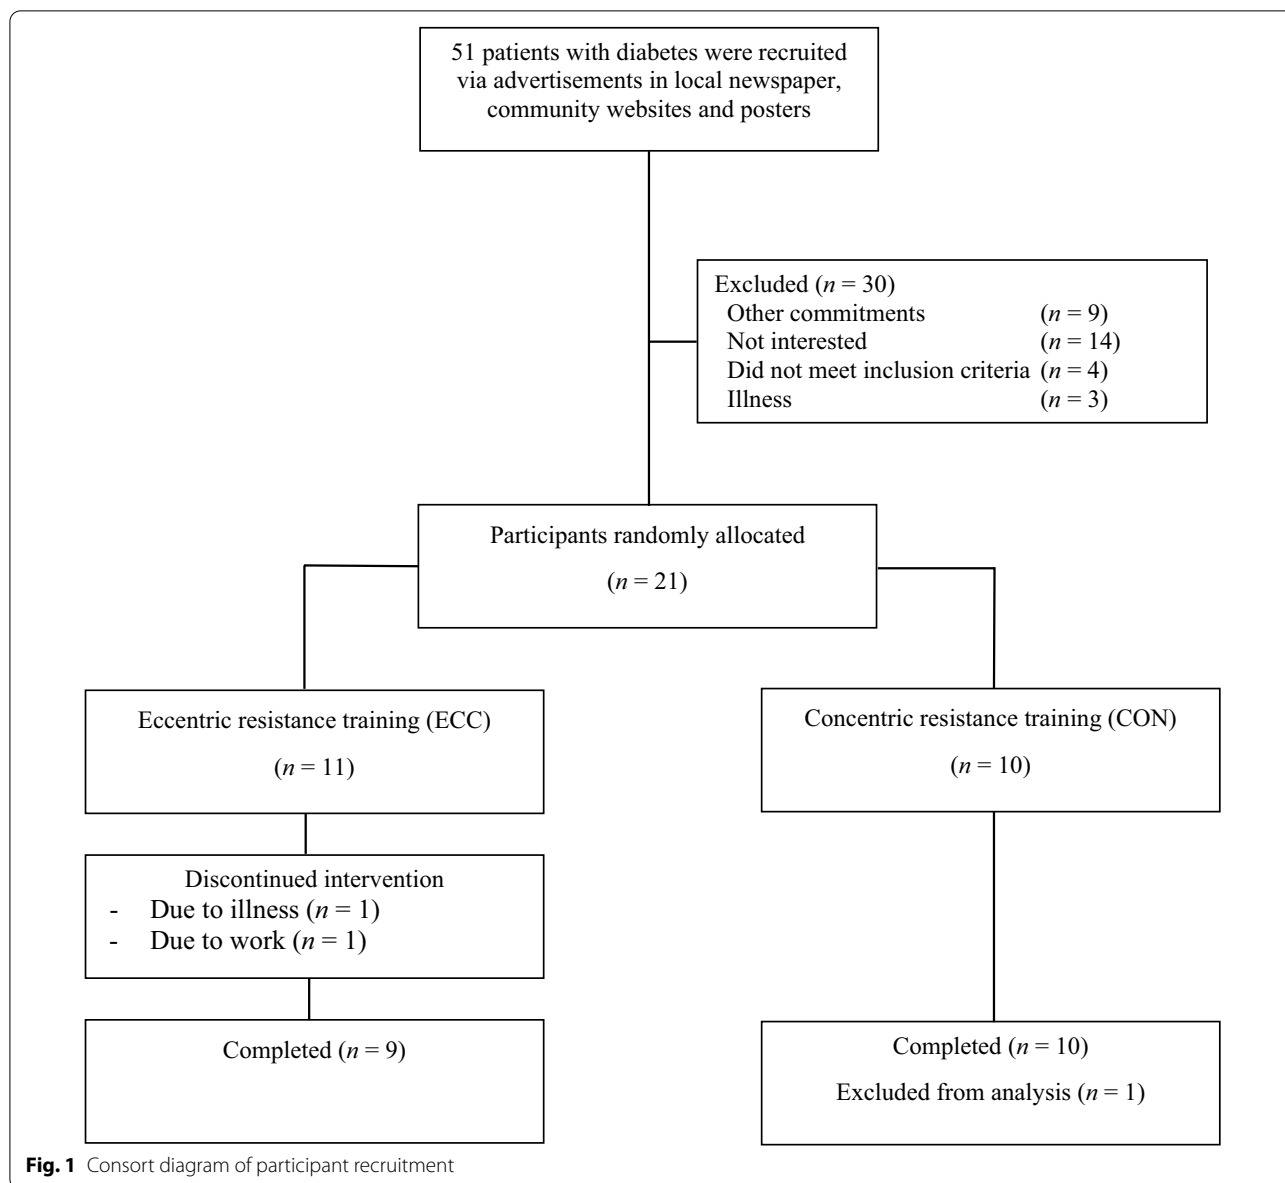 51 patients with diabetes were recruited
via advertisements in local newspaper,
community websites and posters
Excluded (n = 30)
Other commitments (n = 9)
Not interested (n = 14)
Did not meet inclusion criteria (n = 4)
Illness (n = 3)
Participants randomly allocated
(n = 21)
Eccentric resistance training (ECC)
(n = 11)
Concentric resistance training (CON)
(n = 10)
Discontinued intervention
- Due to illness (n = 1)
- Due to work (n = 1)
Completed (n = 9)
Completed (n = 10)
Excluded from analysis (n = 1)
Fig. 1 Consort diagram of participant recruitment